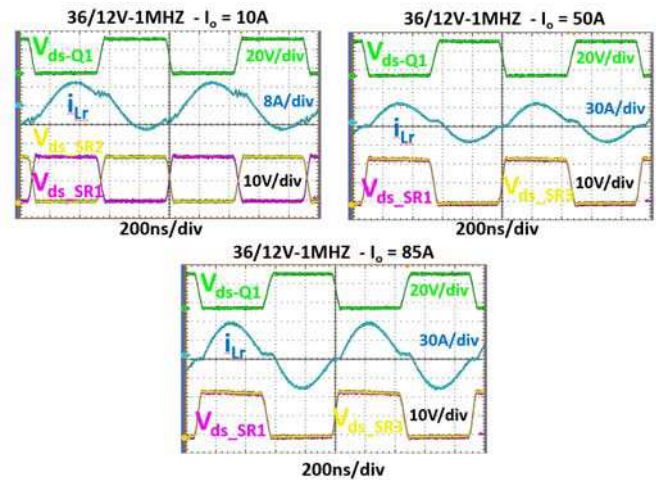 36/12V-1MHZ - Io = 10A
Vds-Q1
20V/div
iLr
8A/div
Vds_SR2
Vds_SR1
10V/div
200ns/div
36/12V-1MHZ - Io = 50A
Vds-Q1
20V/div
iLr
30A/div
Vds_SR1
Vds_SR3
10V/div
200ns/div
36/12V-1MHZ - Io = 85A
Vds-Q1
20V/div
iLr
30A/div
Vds_SR1
Vds_SR3
10V/div
200ns/div